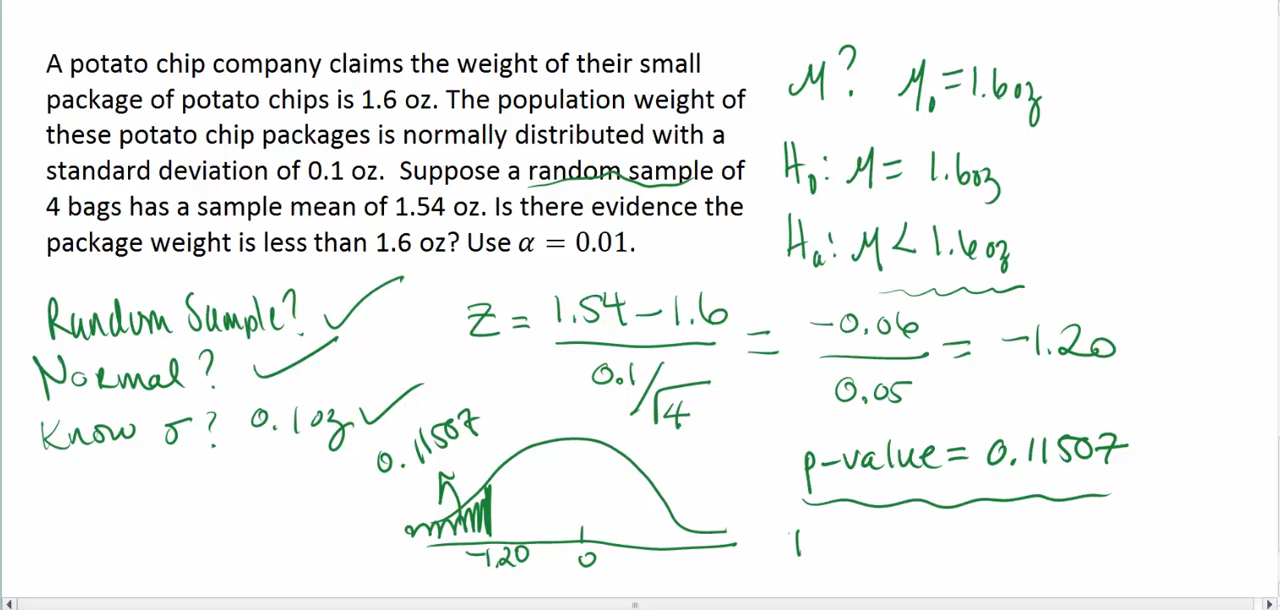 A potato chip company claims the weight of their small
package of potato chips is 1.6 oz. The population weight of
these potato chip packages is normally distributed with a
standard deviation of 0.1 oz. Suppose a random sample of
4 bags has a sample mean of 1.54 oz. Is there evidence the
package weight is less than 1.6 oz? Use α = 0.01.
μ? μ₀ = 1.6oz
H₀: μ = 1.6oz
Hₐ: μ < 1.6oz
Random Sample? ✓
Normal? ✓
Know σ? 0.1oz ✓
Z = (1.54 - 1.6) / (0.1/√4) = -0.06 / 0.05 = -1.20
0.11507
-1.20 0
p-value = 0.11507